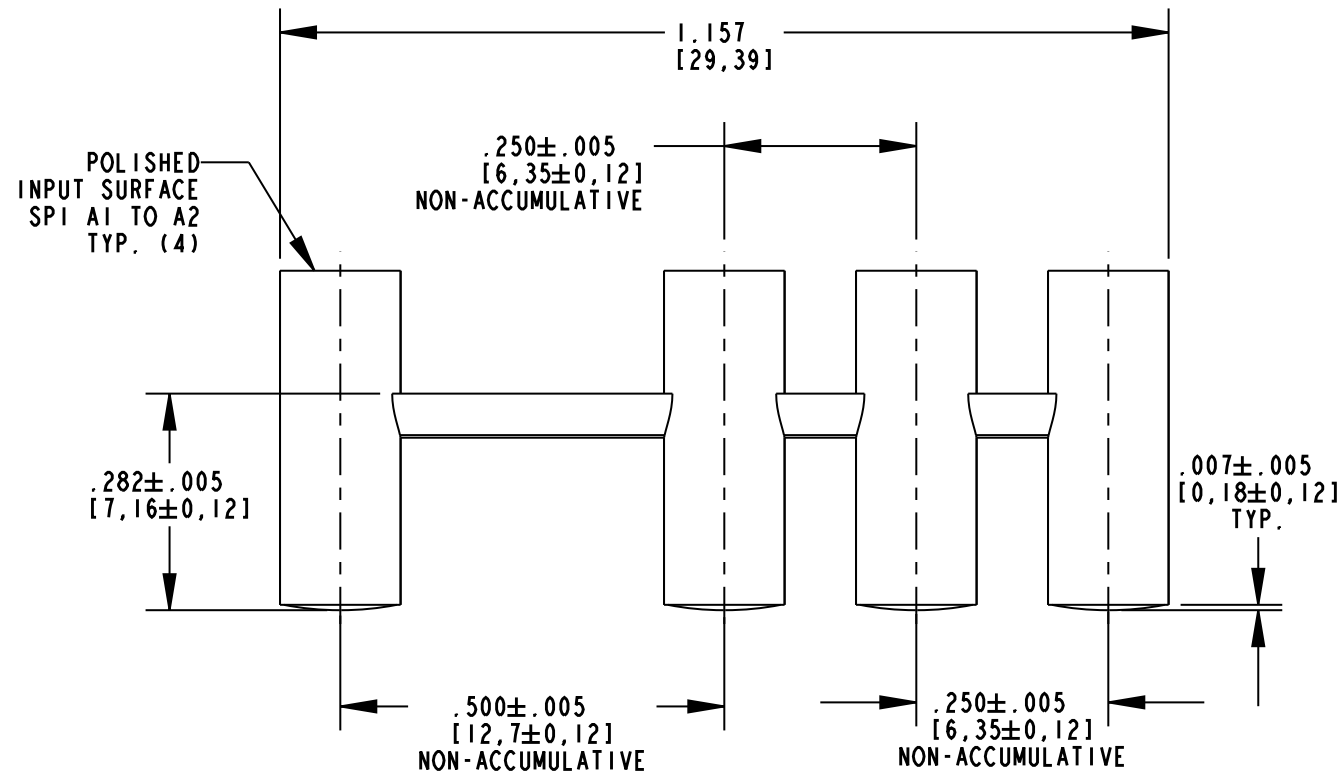 1.157
[29,39]
.250±.005
[6,35±0,12]
NON-ACCUMULATIVE
POLISHED
INPUT SURFACE
SPI A1 TO A2
TYP. (4)
.282±.005
[7,16±0,12]
.007±.005
[0,18±0,12]
TYP.
.500±.005
[12,7±0,12]
NON-ACCUMULATIVE
.250±.005
[6,35±0,12]
NON-ACCUMULATIVE